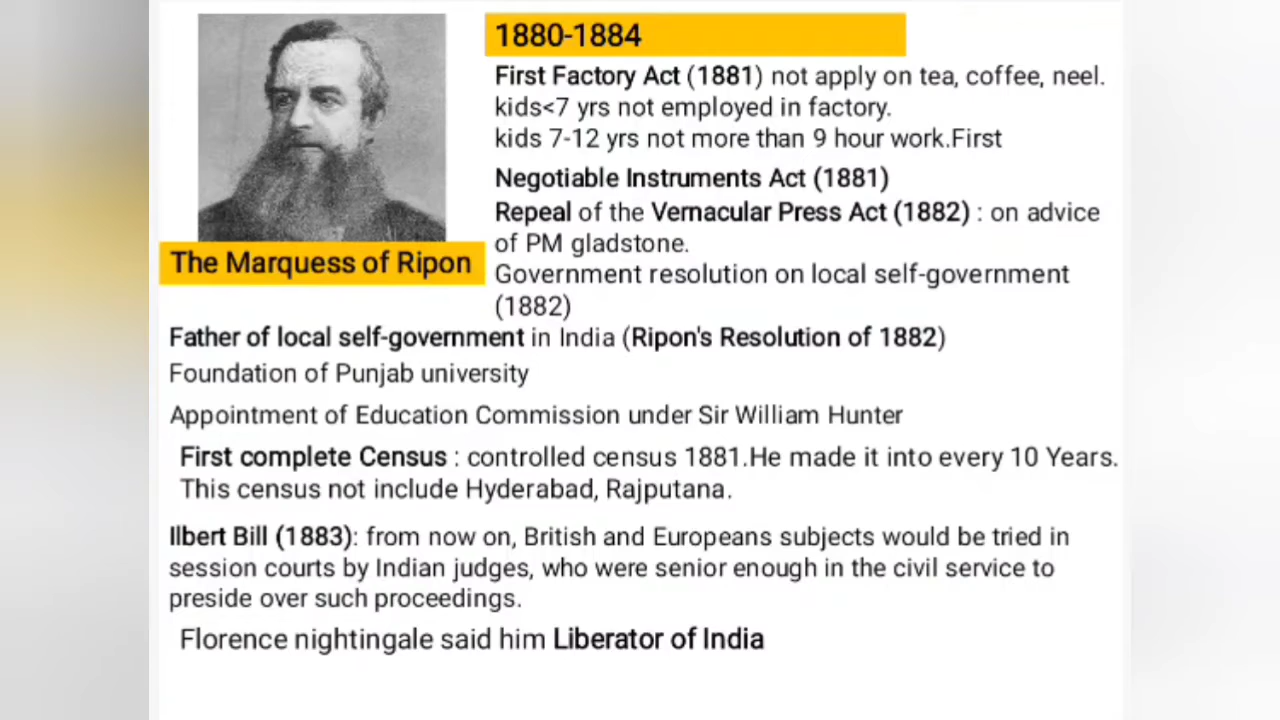 1880-1884
First Factory Act (1881) not apply on tea, coffee, neel.
kids<7 yrs not employed in factory.
kids 7-12 yrs not more than 9 hour work.First
Negotiable Instruments Act (1881)
Repeal of the Vernacular Press Act (1882) : on advice
of PM gladstone.
The Marquess of Ripon
Government resolution on local self-government
(1882)
Father of local self-government in India (Ripon's Resolution of 1882)
Foundation of Punjab university
Appointment of Education Commission under Sir William Hunter
First complete Census : controlled census 1881.He made it into every 10 Years.
This census not include Hyderabad, Rajputana.
Ilbert Bill (1883): from now on, British and Europeans subjects would be tried in
session courts by Indian judges, who were senior enough in the civil service to
preside over such proceedings.
Florence nightingale said him Liberator of India